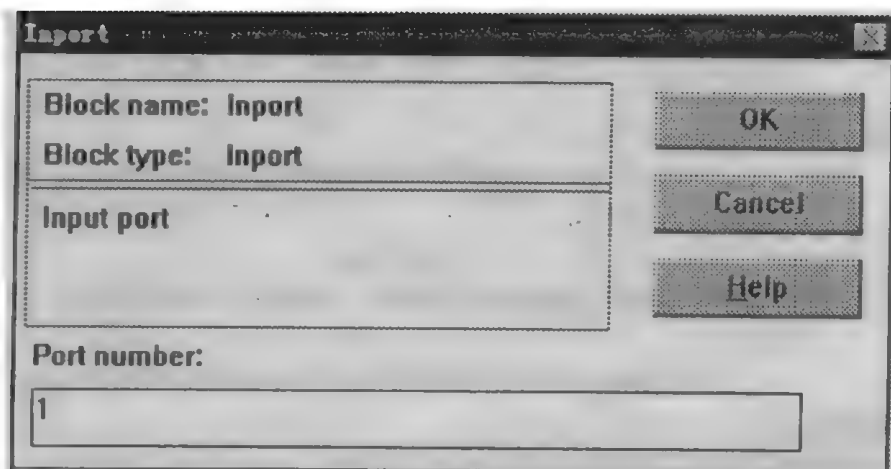 Inport
Block name: Inport
Block type: Inport
Input port
Port number:
1
OK
Cancel
Help